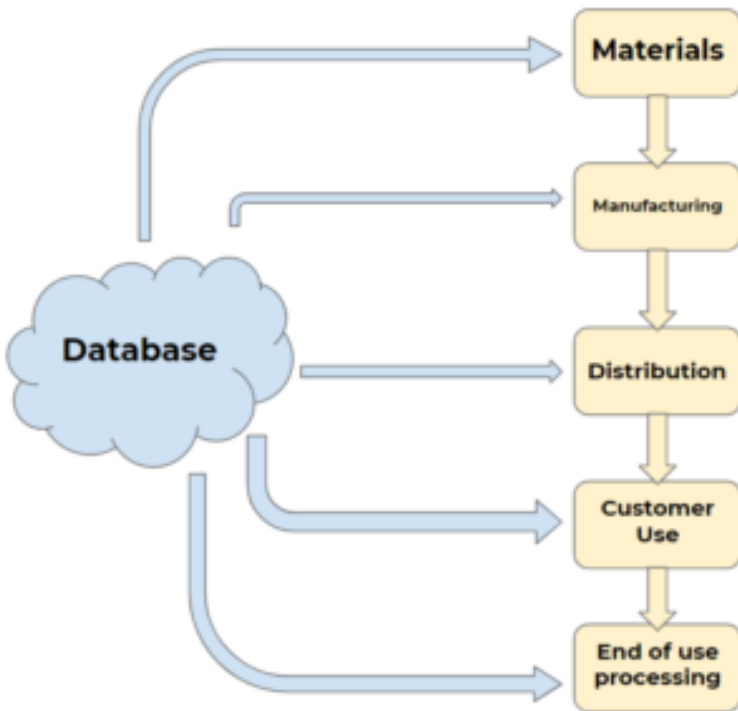 Materials
Manufacturing
Database
Distribution
Customer
Use
End of use
processing